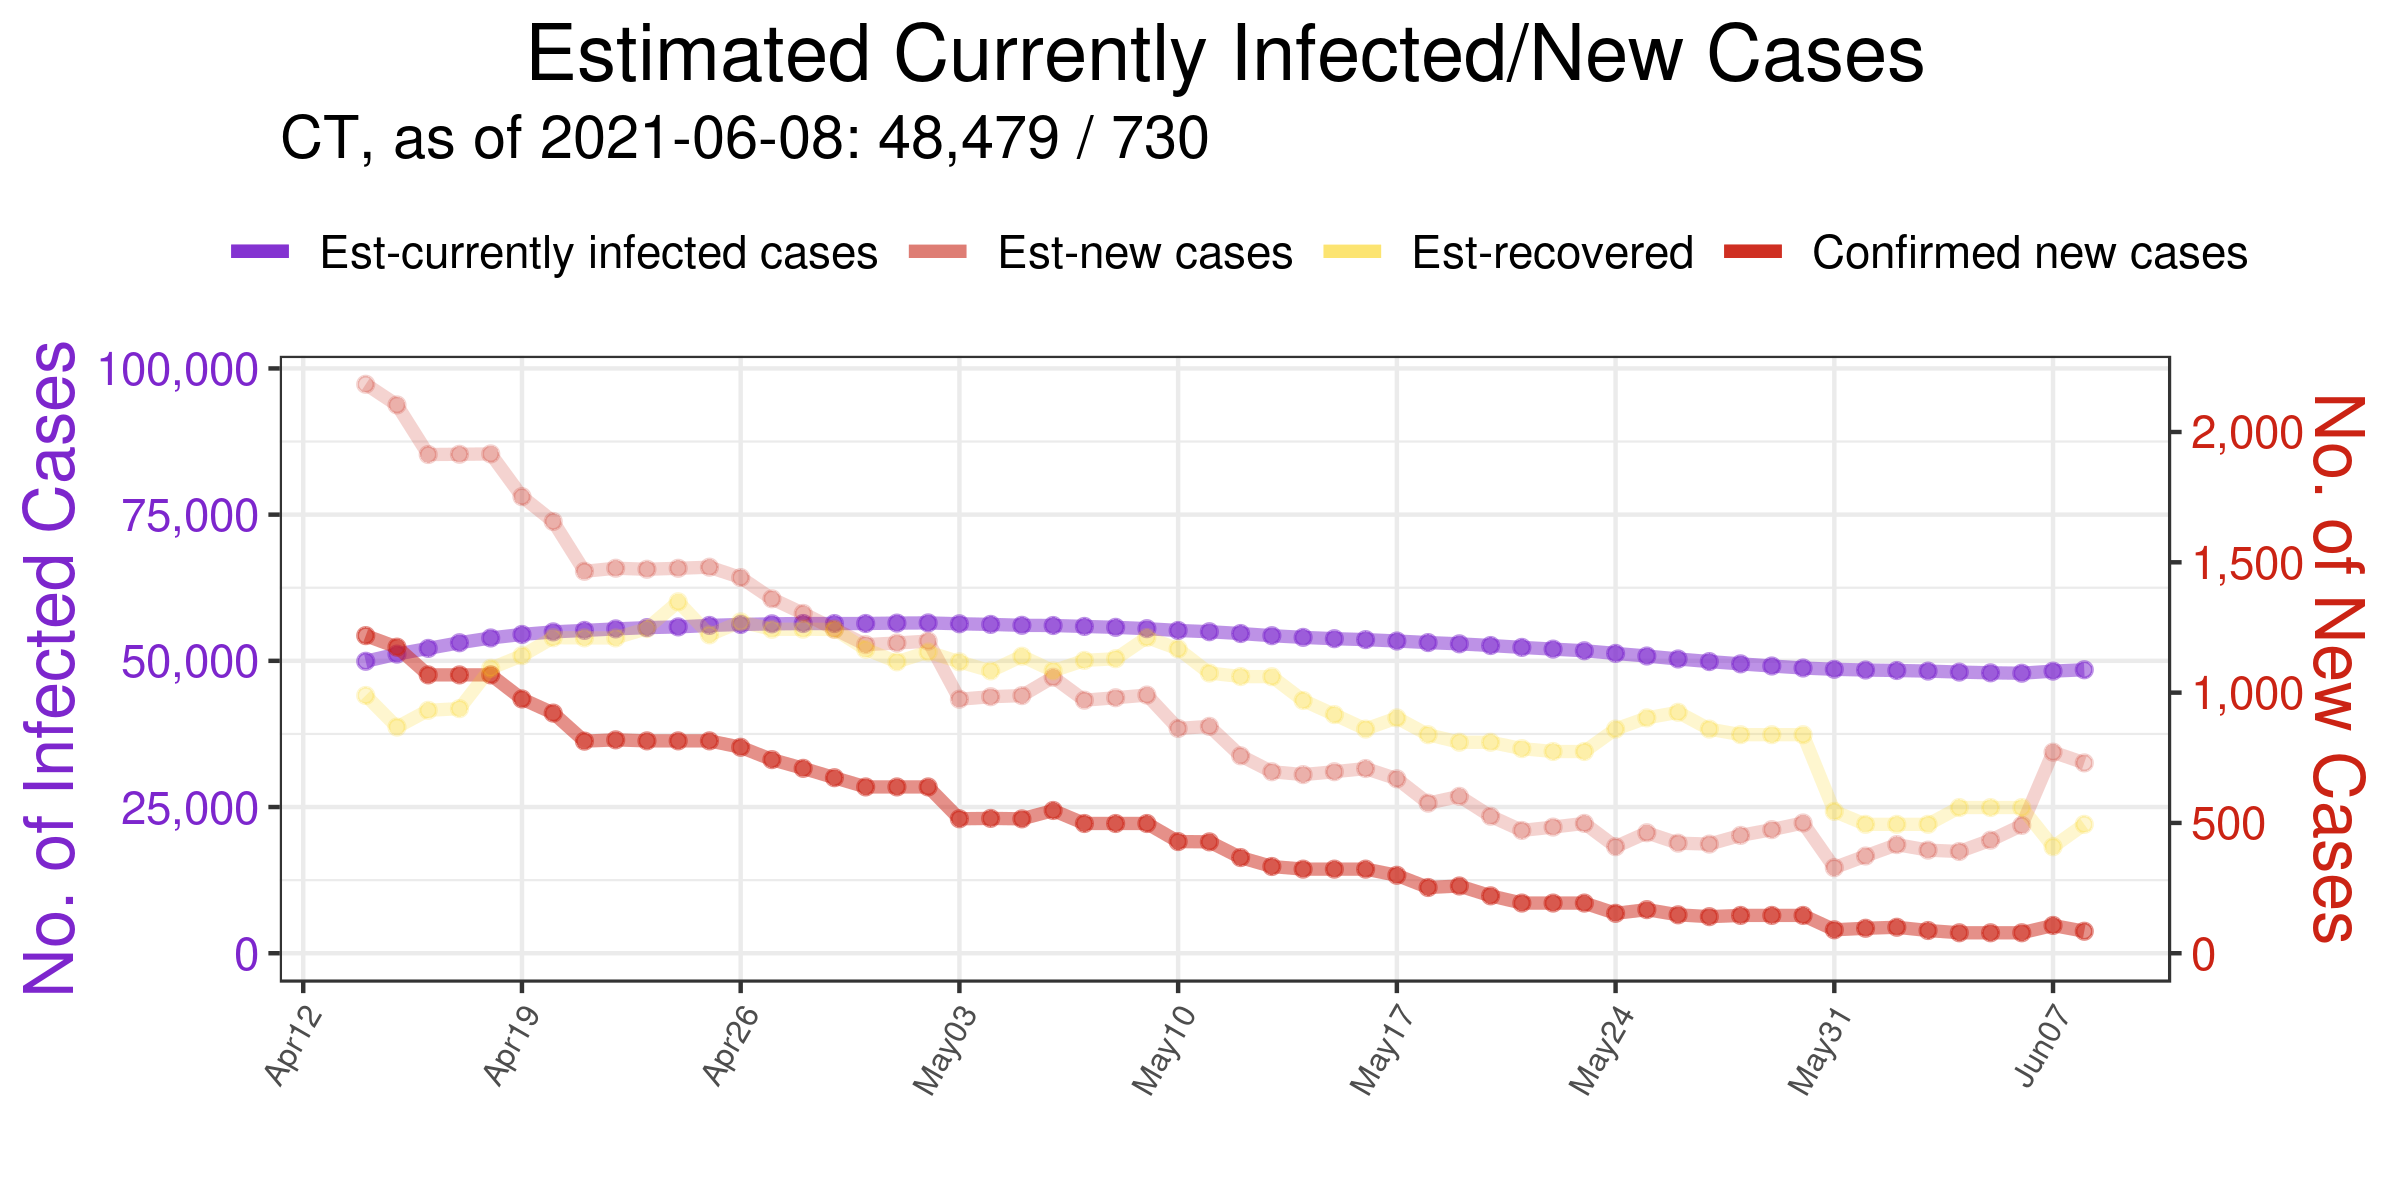 Estimated Currently Infected/New Cases
CT, as of 2021-06-08: 48,479 / 730
Est-currently infected cases Est-new cases Est-recovered Confirmed new cases
No. of Infected Cases
100,000
75,000
50,000
25,000
0
2,000
1,500
1,000
500
0
No. of New Cases
Apr12 Apr19 Apr26 May03 May10 May17 May24 May31 Jun07